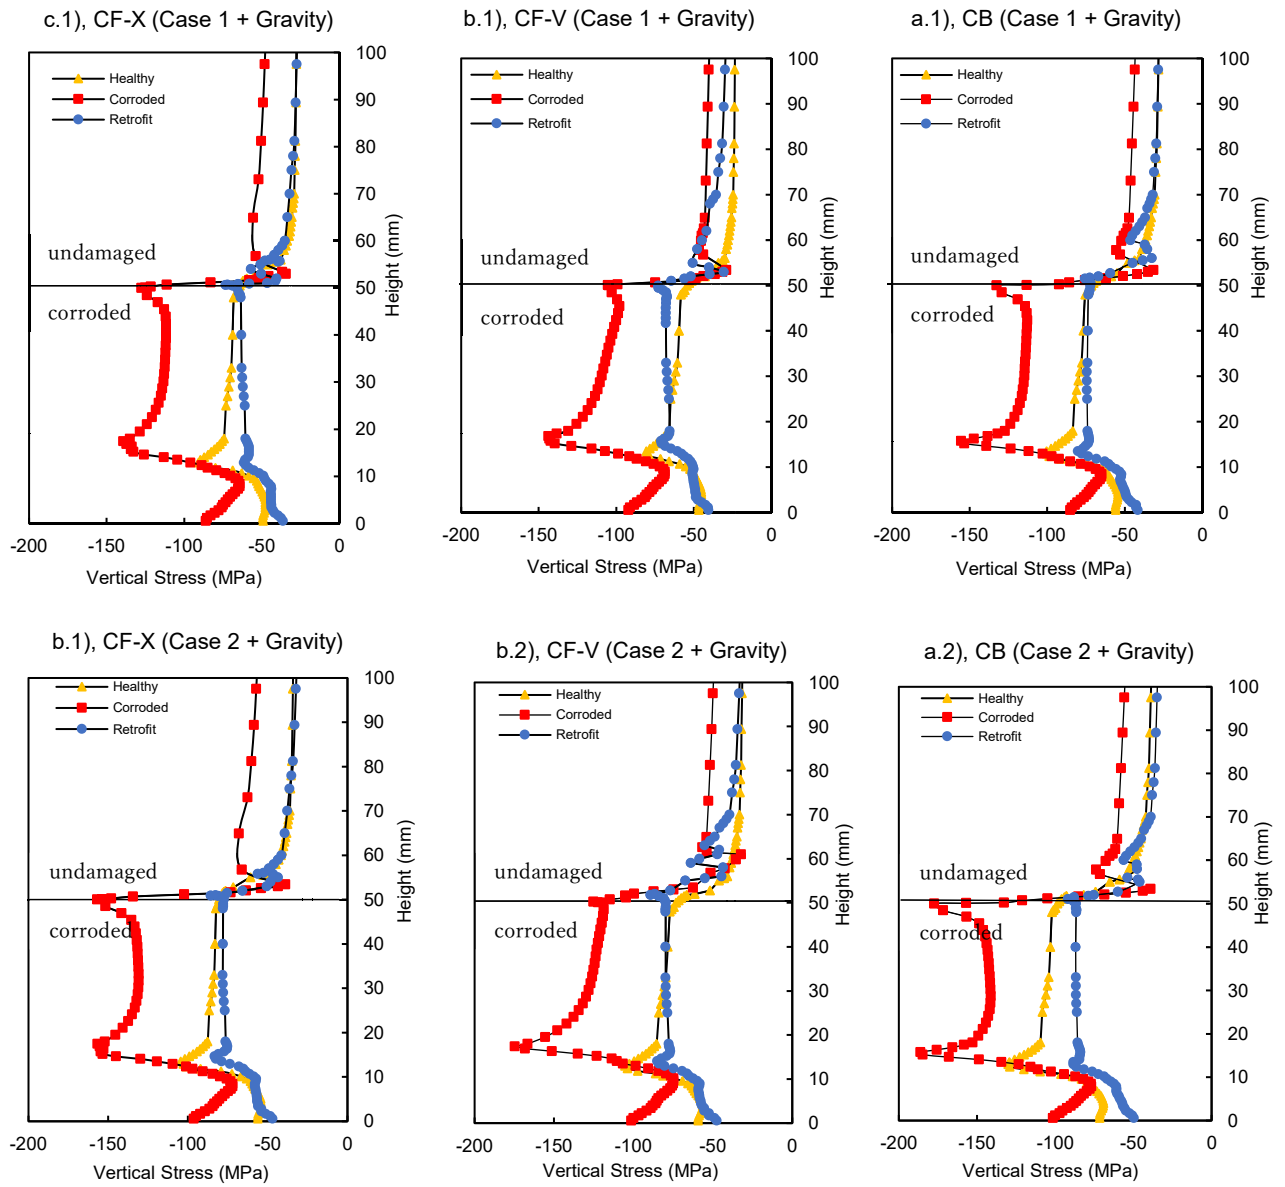 c.1), CF-X (Case 1 + Gravity)
b.1), CF-V (Case 1 + Gravity)
a.1), CB (Case 1 + Gravity)
Healthy
Corroded
Retrofit
undamaged
corroded
100
90
80
70
60
50
40
30
20
10
0
Height (mm)
-200 -150 -100 -50 0
Vertical Stress (MPa)
Healthy
Corroded
Retrofit
undamaged
corroded
100
90
80
70
60
50
40
30
20
10
0
Height (mm)
-200 -150 -100 -50 0
Vertical Stress (MPa)
Healthy
Corroded
Retrofit
undamaged
corroded
100
90
80
70
60
50
40
30
20
10
0
Height (mm)
-200 -150 -100 -50 0
Vertical Stress (MPa)
b.1), CF-X (Case 2 + Gravity)
b.2), CF-V (Case 2 + Gravity)
a.2), CB (Case 2 + Gravity)
Healthy
Corroded
Retrofit
undamaged
corroded
100
90
80
70
60
50
40
30
20
10
0
Height (mm)
-200 -150 -100 -50 0
Vertical Stress (MPa)
Healthy
Corroded
Retrofit
undamaged
corroded
100
90
80
70
60
50
40
30
20
10
0
Height (mm)
-200 -150 -100 -50 0
Vertical Stress (MPa)
Healthy
Corroded
Retrofit
undamaged
corroded
100
90
80
70
60
50
40
30
20
10
0
Height (mm)
-200 -150 -100 -50 0
Vertical Stress (MPa)